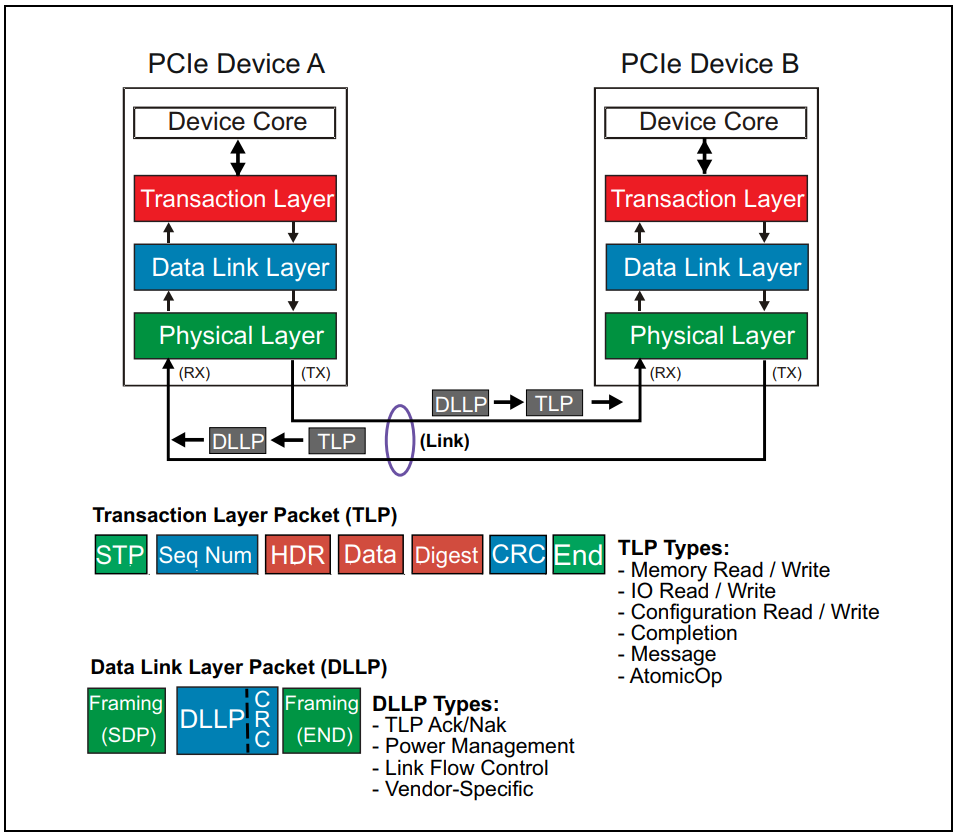 PCIe Device A
PCIe Device B
Device Core
Device Core
Transaction Layer
Transaction Layer
Data Link Layer
Data Link Layer
Physical Layer
Physical Layer
(RX)
(TX)
(RX)
(TX)
DLLP
TLP
DLLP
TLP
(Link)
Transaction Layer Packet (TLP)
STP
Seq Num
HDR
Data
Digest
CRC
End
TLP Types:
- Memory Read / Write
- IO Read / Write
- Configuration Read / Write
- Completion
- Message
- AtomicOp
Data Link Layer Packet (DLLP)
Framing
(SDP)
DLLP
C
R
C
Framing
(END)
DLLP Types:
- TLP Ack/Nak
- Power Management
- Link Flow Control
- Vendor-Specific